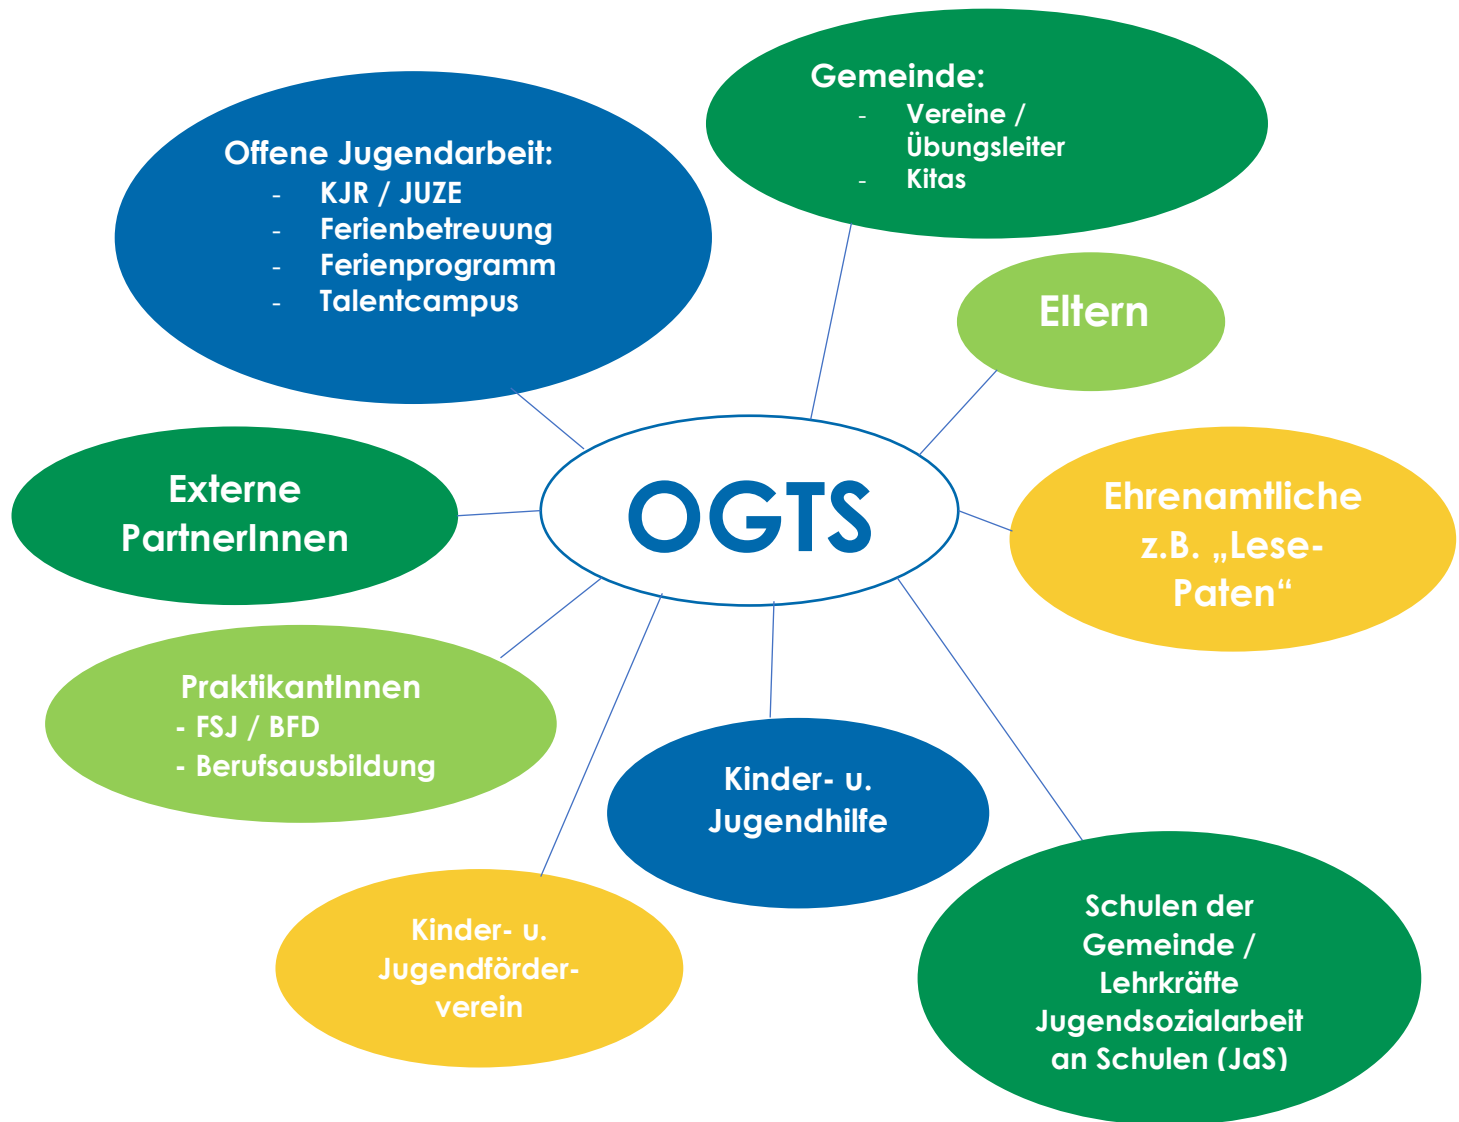 Gemeinde:
- Vereine /
Übungsleiter
- Kitas
Offene Jugendarbeit:
- KJR / JUZE
- Ferienbetreuung
- Ferienprogramm
- Talentcampus
Eltern
Externe
PartnerInnen
OGTS
Ehrenamtliche
z.B. „Lese-
Paten“
PraktikantInnen
- FSJ / BFD
- Berufsausbildung
Kinder- u.
Jugendhilfe
Kinder- u.
Jugendförder-
verein
Schulen der
Gemeinde /
Lehrkräfte
Jugendsozialarbeit
an Schulen (JaS)